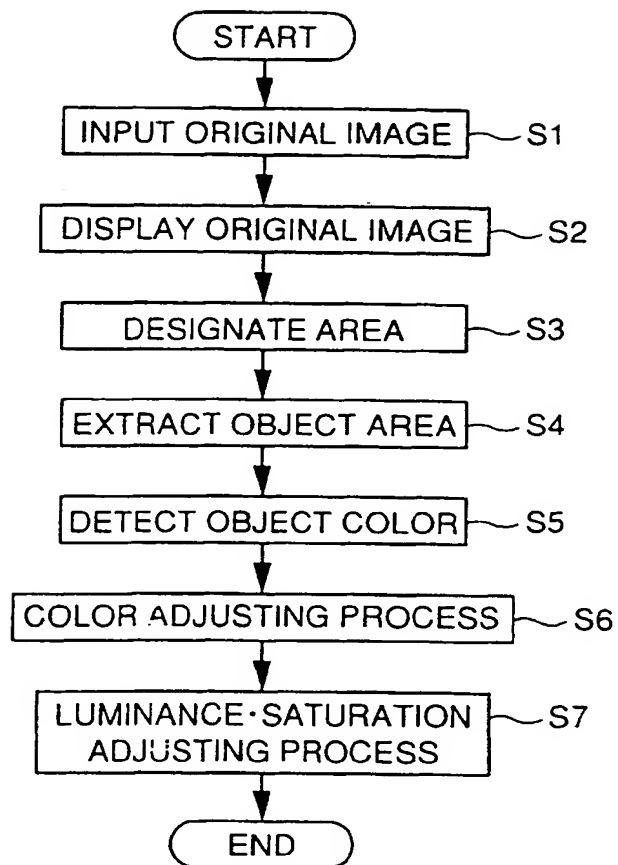 START
INPUT ORIGINAL IMAGE S1
DISPLAY ORIGINAL IMAGE S2
DESIGNATE AREA S3
EXTRACT OBJECT AREA S4
DETECT OBJECT COLOR S5
COLOR ADJUSTING PROCESS S6
LUMINANCE·SATURATION S7
ADJUSTING PROCESS
END